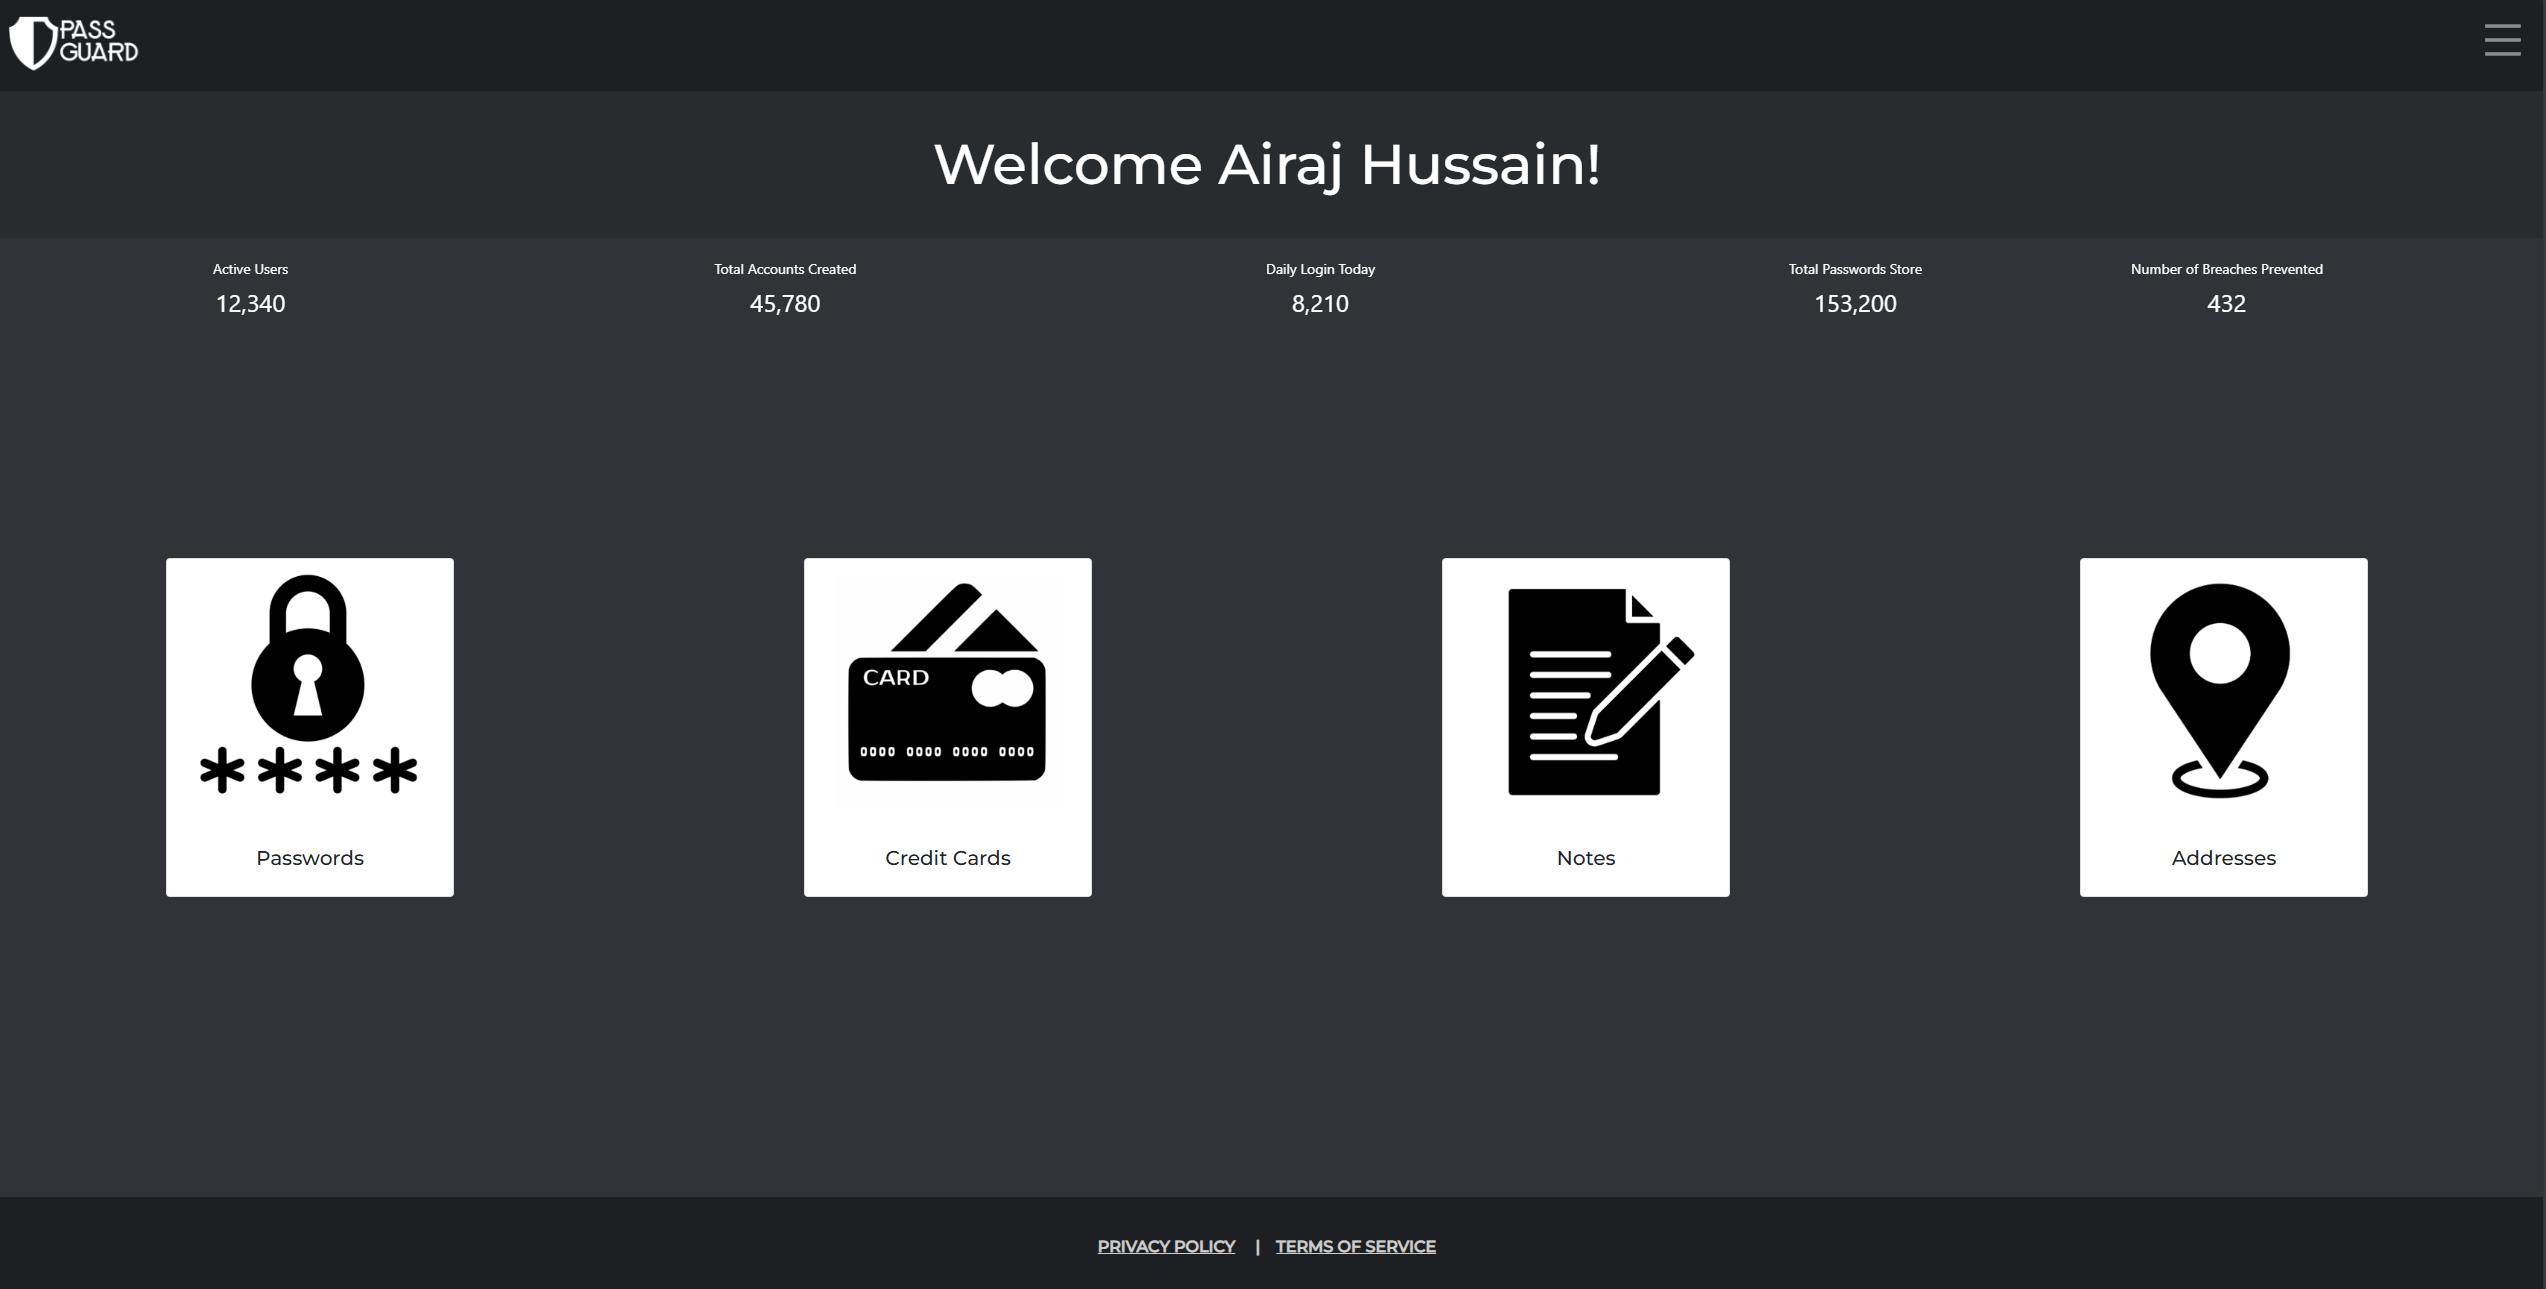 PASS
GUARD
Welcome Airaj Hussain!
Active Users
12,340
Total Accounts Created
45,780
Daily Login Today
8,210
Total Passwords Store
153,200
Number of Breaches Prevented
432
****
Passwords
CARD
0000 0000 0000 0000
Credit Cards
Notes
Addresses
PRIVACY POLICY | TERMS OF SERVICE